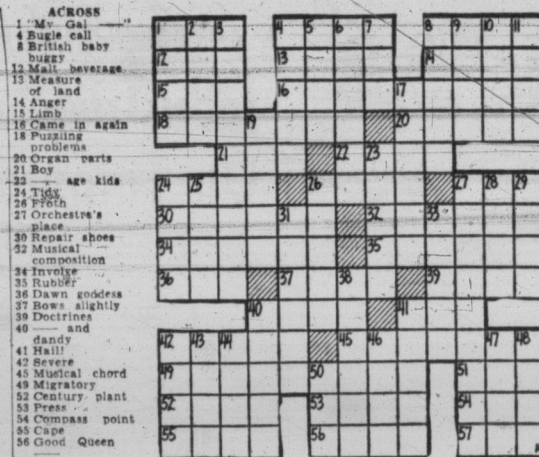 ACROSS
1 "My Gal —"
4 Bugle call
8 British baby
buggy
12 Malt beverage
13 Measure
of land
14 Anger
15 Limb
16 Came in again
18 Puzzling
problems
20 Organ parts
21 Boy
22 — age kids
24 Tidy
26 Froth
27 Orchestra's
place
30 Repair shoes
32 Musical
composition
34 Involve
35 Rubber
36 Dawn goddess
37 Bows slightly
39 Doctrines
40 — and
dandy
41 Hail!
42 Severe
45 Musical chord
49 Migratory
52 Century plant
53 Press
54 Compass point
55 Cape
56 Good Queen
—
1 2 3 4 5 6 7 8 9 10 11
12 13 14
15 16 17
18 19 20
21 22 23
24 25 26 27 28 29
30 31 32 33
34 35
36 37 38 39
40 41
42 43 44 45 46 47 48
49 50 51
52 53 54
55 56 57